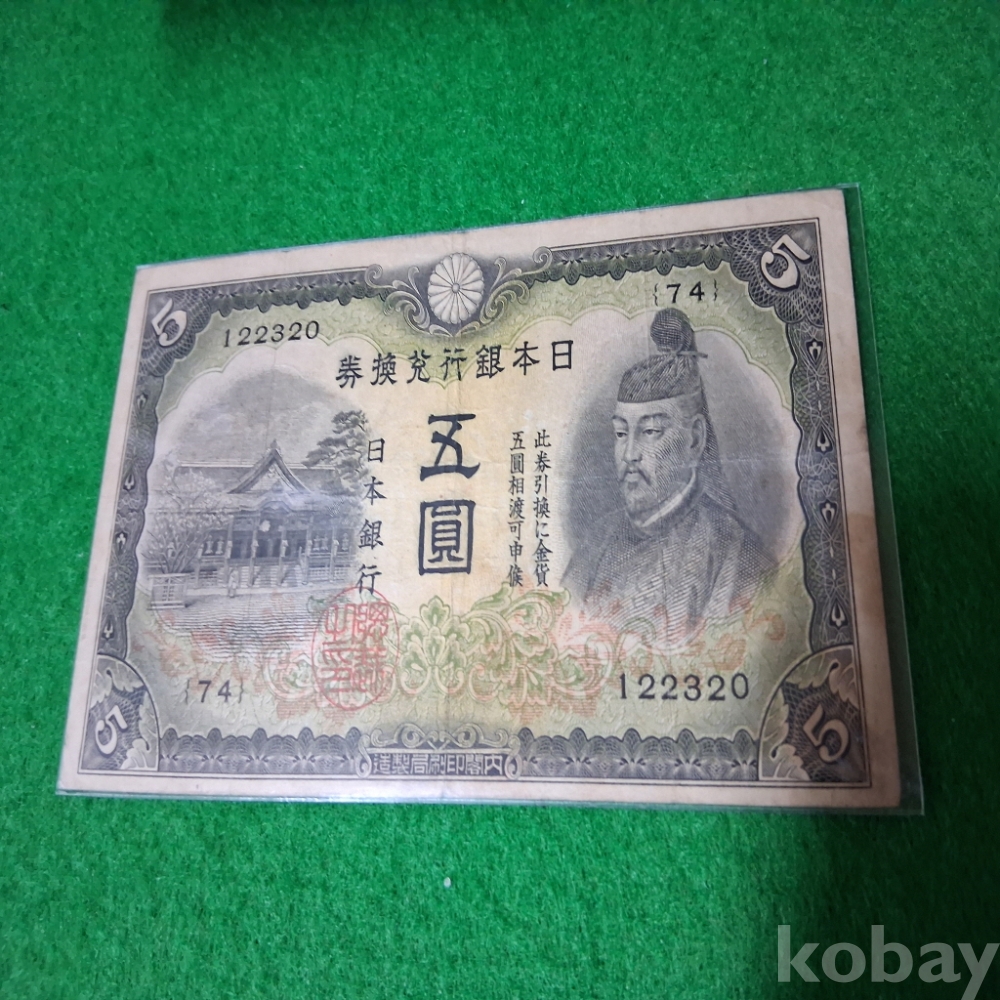 5
5
122320
{74}
日本銀行兌換券
五圓
此券引換に金貨
五圓相渡可申候
日本銀行
{74}
122320
5
5
内閣印刷局製造
kobay